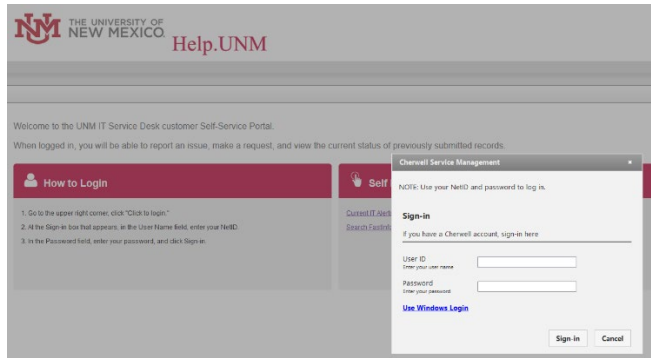 UNM THE UNIVERSITY OF
NEW MEXICO.
Help.UNM
Welcome to the UNM IT Service Desk customer Self-Service Portal.
When logged in, you will be able to report an issue, make a request, and view the current status of previously submitted records.
How to Login
1. Go to the upper right corner, click "Click to login."
2. At the Sign-in box that appears, in the User Name field, enter your NetID.
3. In the Password field, enter your password, and click Sign-in.
Self
Current IT Alerts
Search FastInfo
Cherwell Service Management
NOTE: Use your NetID and password to log in.
Sign-in
If you have a Cherwell account, sign-in here
User ID
Enter your user name
Password
Enter your password
Use Windows Login
Sign-in Cancel